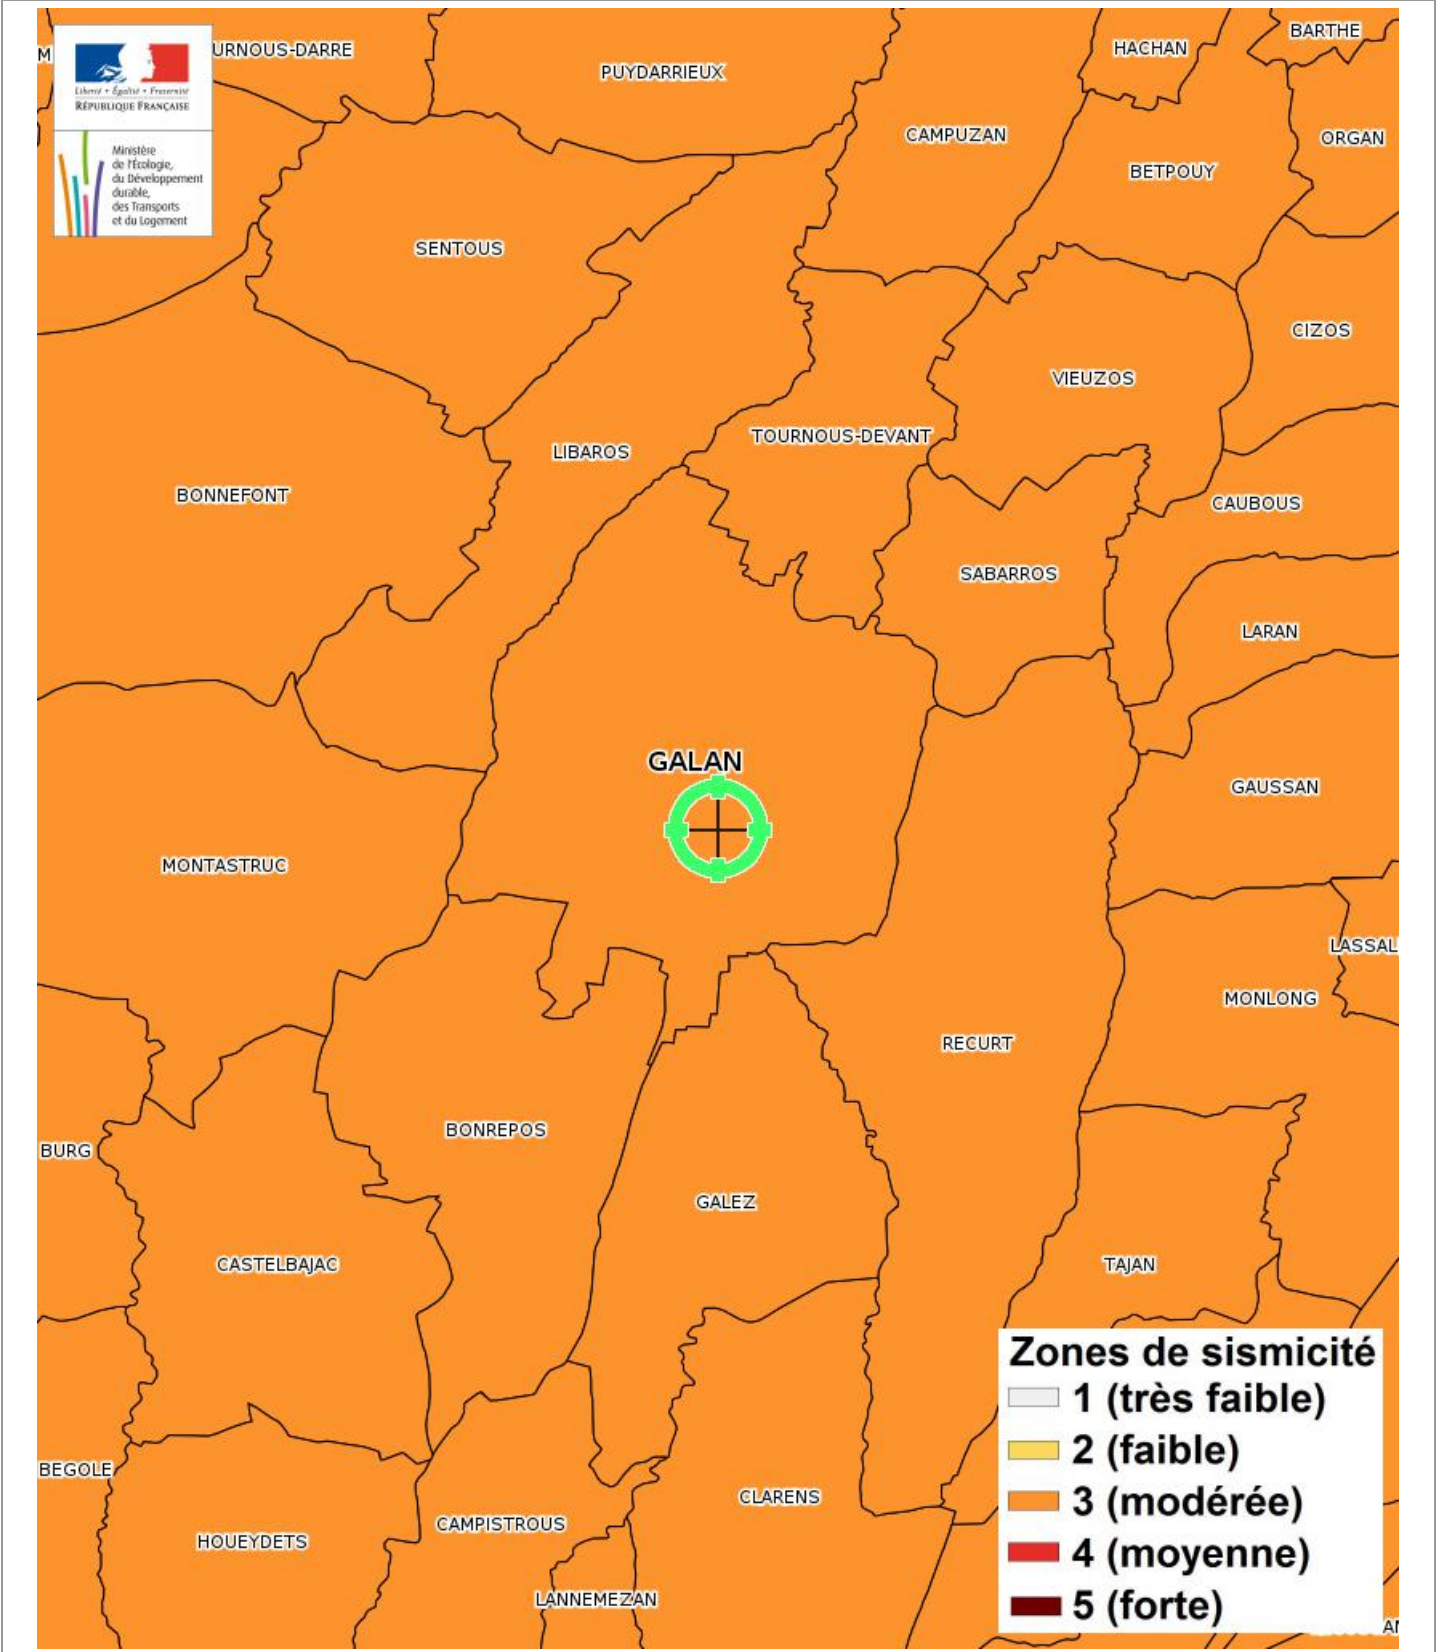 URNOUS-DARRE
PUYDARRIEUX
HACHAN
BARTHE
M
Liberté • Égalité • Fraternité
RÉPUBLIQUE FRANÇAISE
Ministère
de l'Écologie,
du Développement
durable,
des Transports
et du Logement
CAMPUZAN
ORGAN
BETPOUY
SENTOUS
CIZOS
VIEUZOS
TOURNOUS-DEVANT
LIBAROS
BONNEFONT
CAUBOUS
SABARROS
LARAN
GALAN
GAUSSAN
MONTASTRUC
LASSAL
MONLONG
RECURT
BONREPOS
BURG
GALEZ
CASTELBAJAC
TAJAN
Zones de sismicité
1 (très faible)
2 (faible)
3 (modérée)
4 (moyenne)
5 (forte)
BEGOLE
CLARENS
CAMPISTROUS
HOUEYDETS
LANNEMEZAN